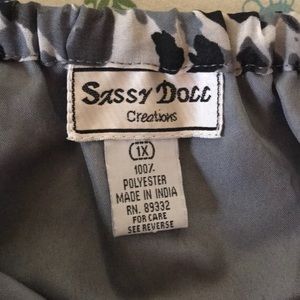 Sassy Doll
Creations
1X
100%
POLYESTER
MADE IN INDIA
RN. 89332
FOR CARE
SEE REVERSE